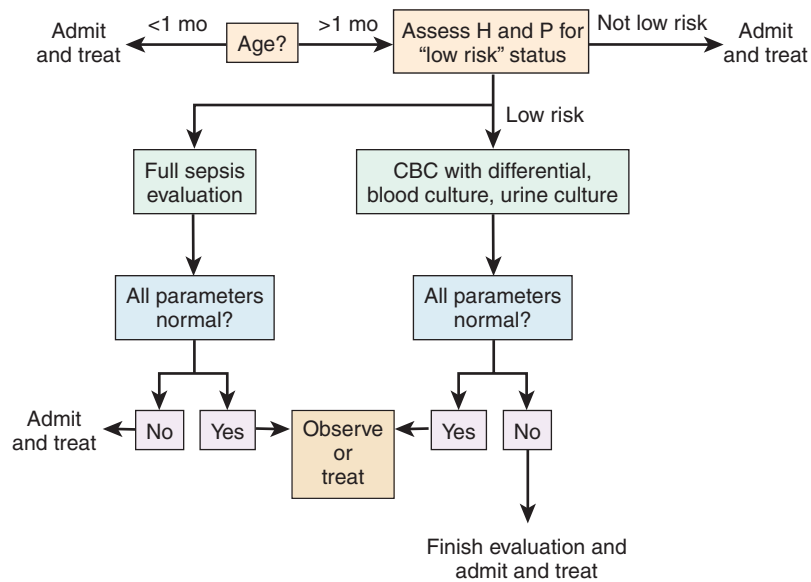 Admit
and treat
<1 mo
Age?
>1 mo
Assess H and P for
“low risk” status
Not low risk
Admit
and treat
Low risk
Full sepsis
evaluation
CBC with differential,
blood culture, urine culture
All parameters
normal?
All parameters
normal?
Admit
and treat
No
Yes
Observe
or
treat
Yes
No
Finish evaluation and
admit and treat